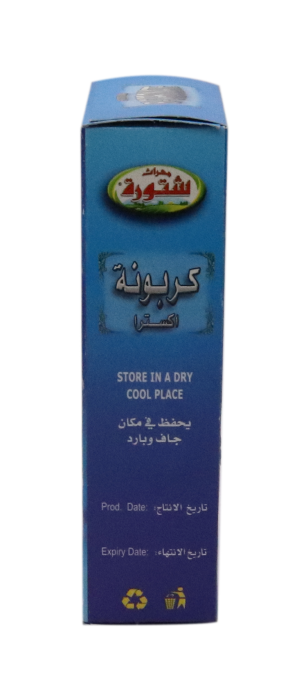 بهارات
شتورة
كربونة
اكسترا
STORE IN A DRY
COOL PLACE
يحفظ في مكان
جاف وبارد
Prod. Date: تاريخ الانتاج:
Expiry Date: تاريخ الانتهاء: